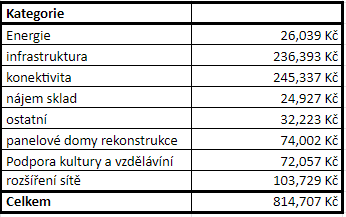 Kategorie
Energie 26,039 Kč
infrastruktura 236,393 Kč
konektivita 245,337 Kč
nájem sklad 24,927 Kč
ostatní 32,223 Kč
panelové domy rekonstrukce 74,002 Kč
Podpora kultury a vzdělávíní 72,057 Kč
rozšíření sítě 103,729 Kč
Celkem 814,707 Kč